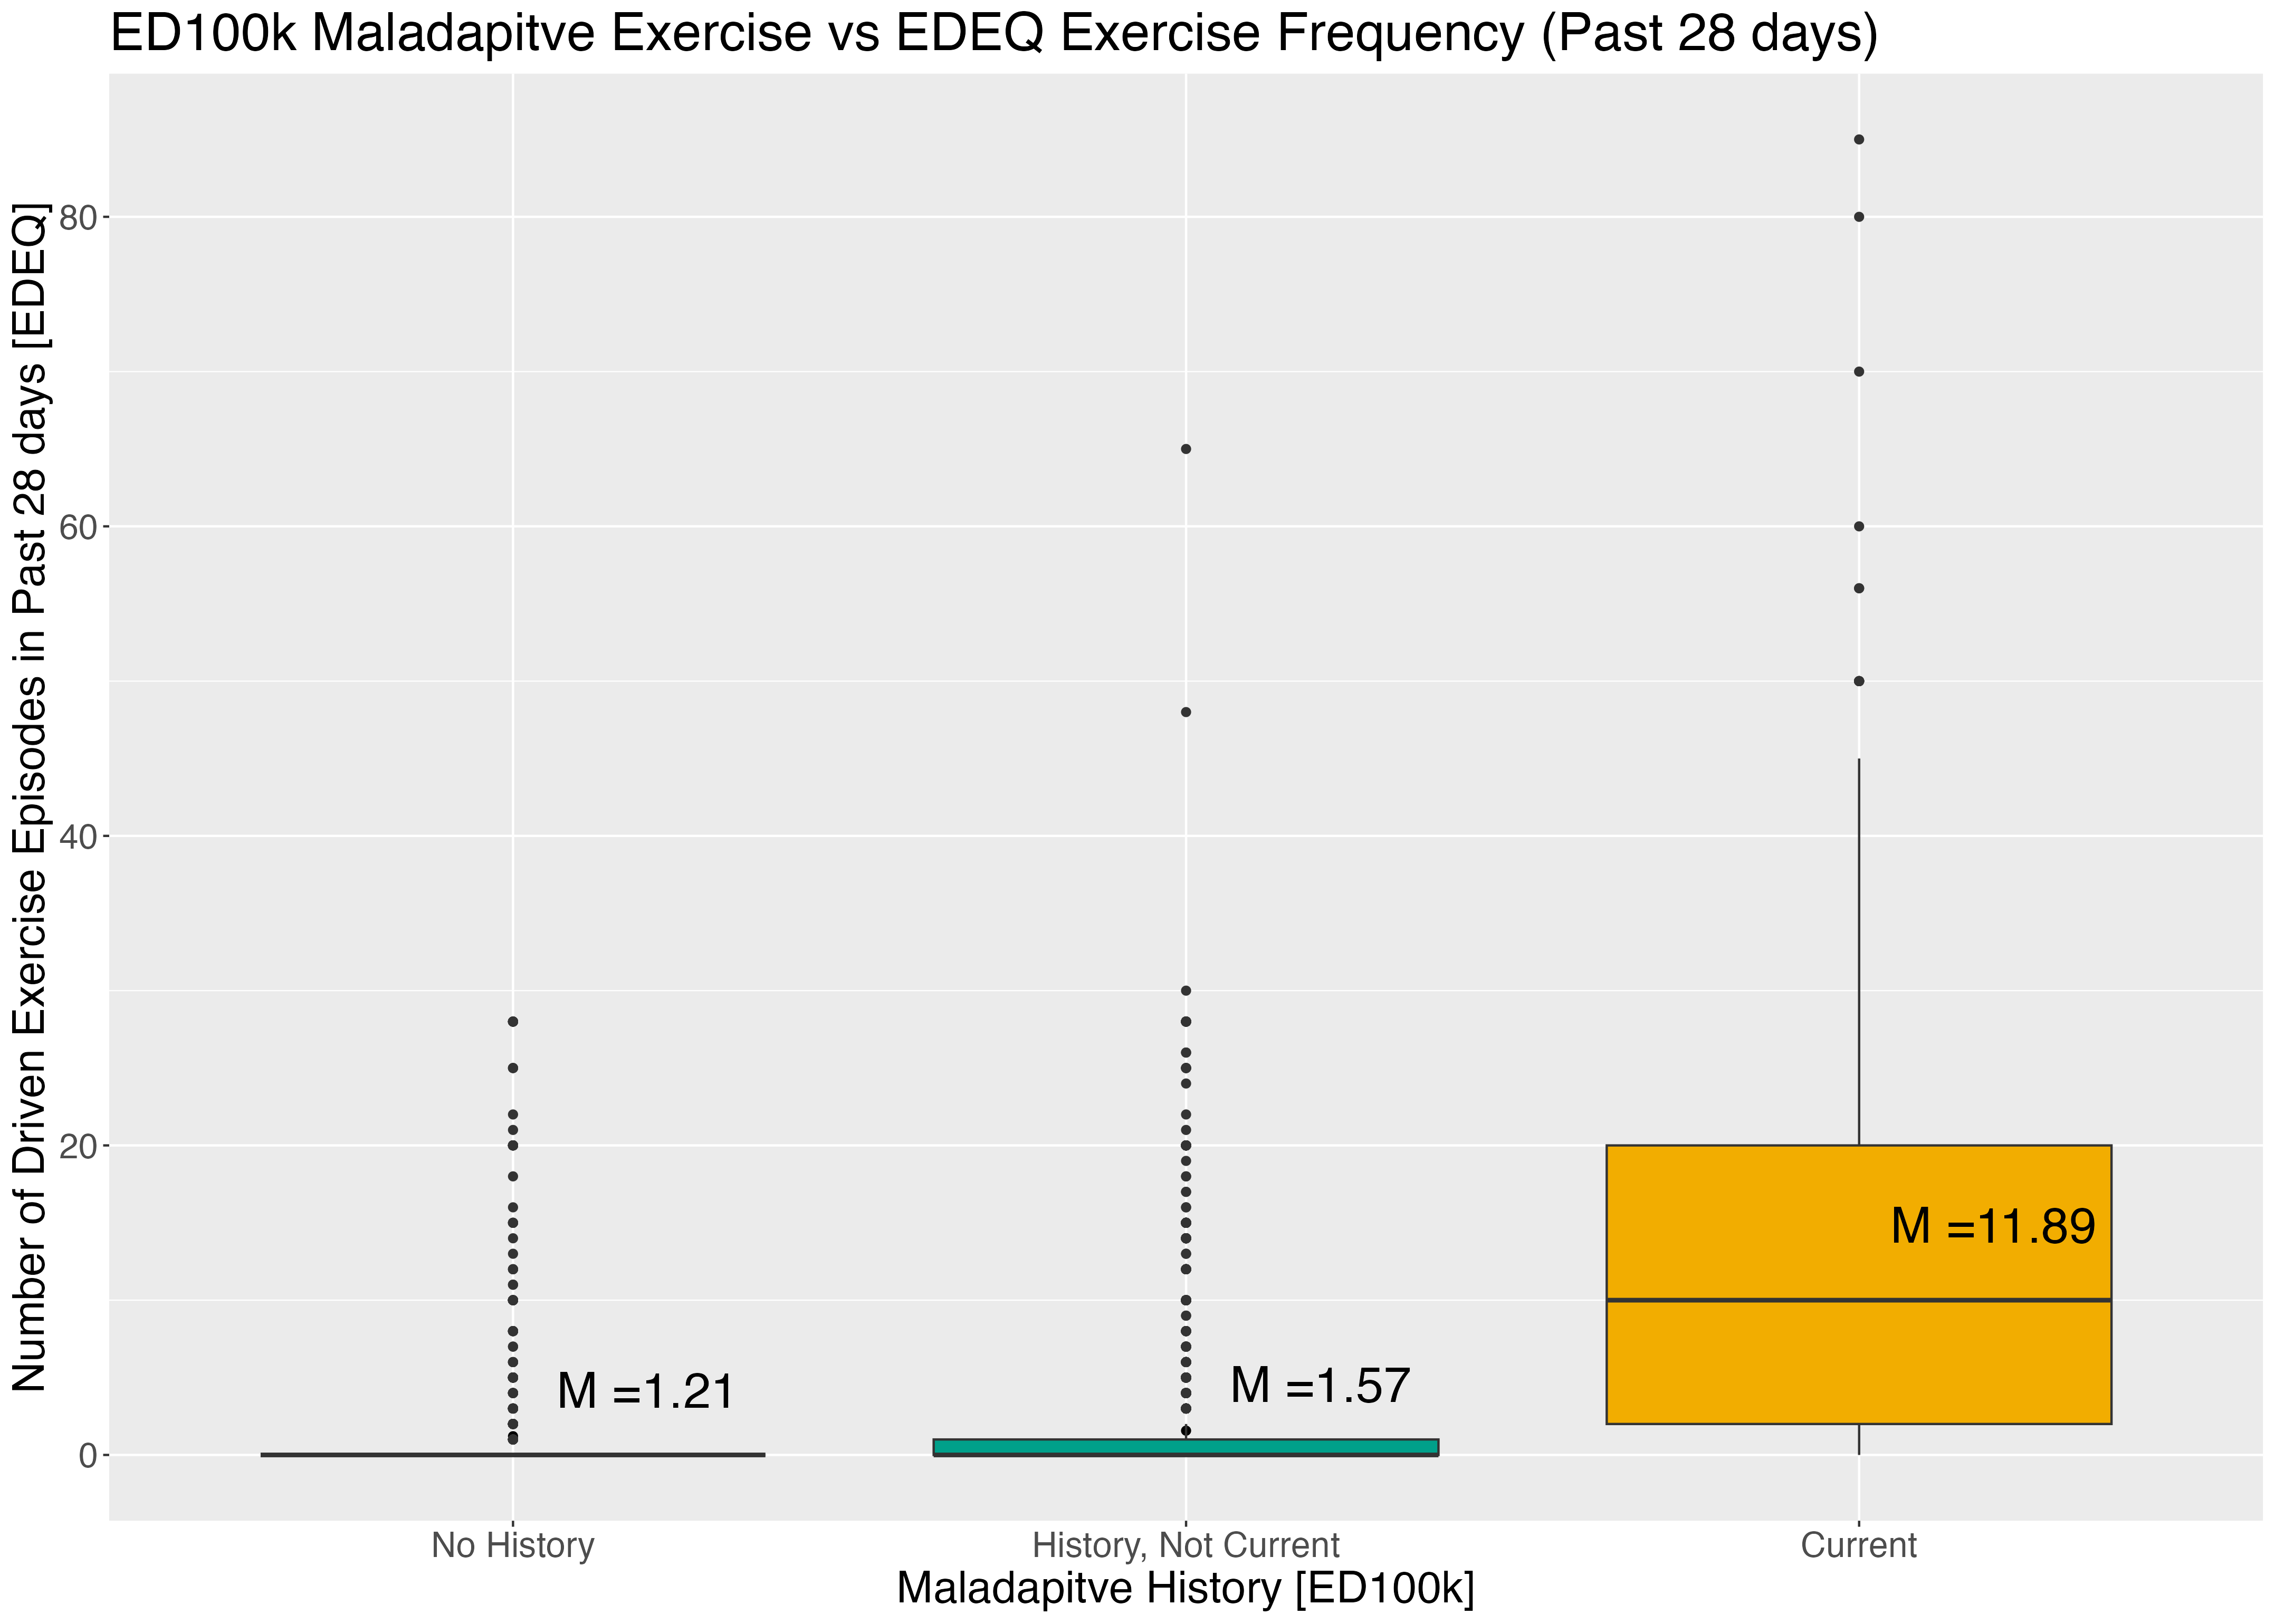 ED100k Maladapitve Exercise vs EDEQ Exercise Frequency (Past 28 days)
Number of Driven Exercise Episodes in Past 28 days [EDEQ]
80
60
40
20
0
M =1.21
M =1.57
M =11.89
No History
History, Not Current
Current
Maladapitve History [ED100k]